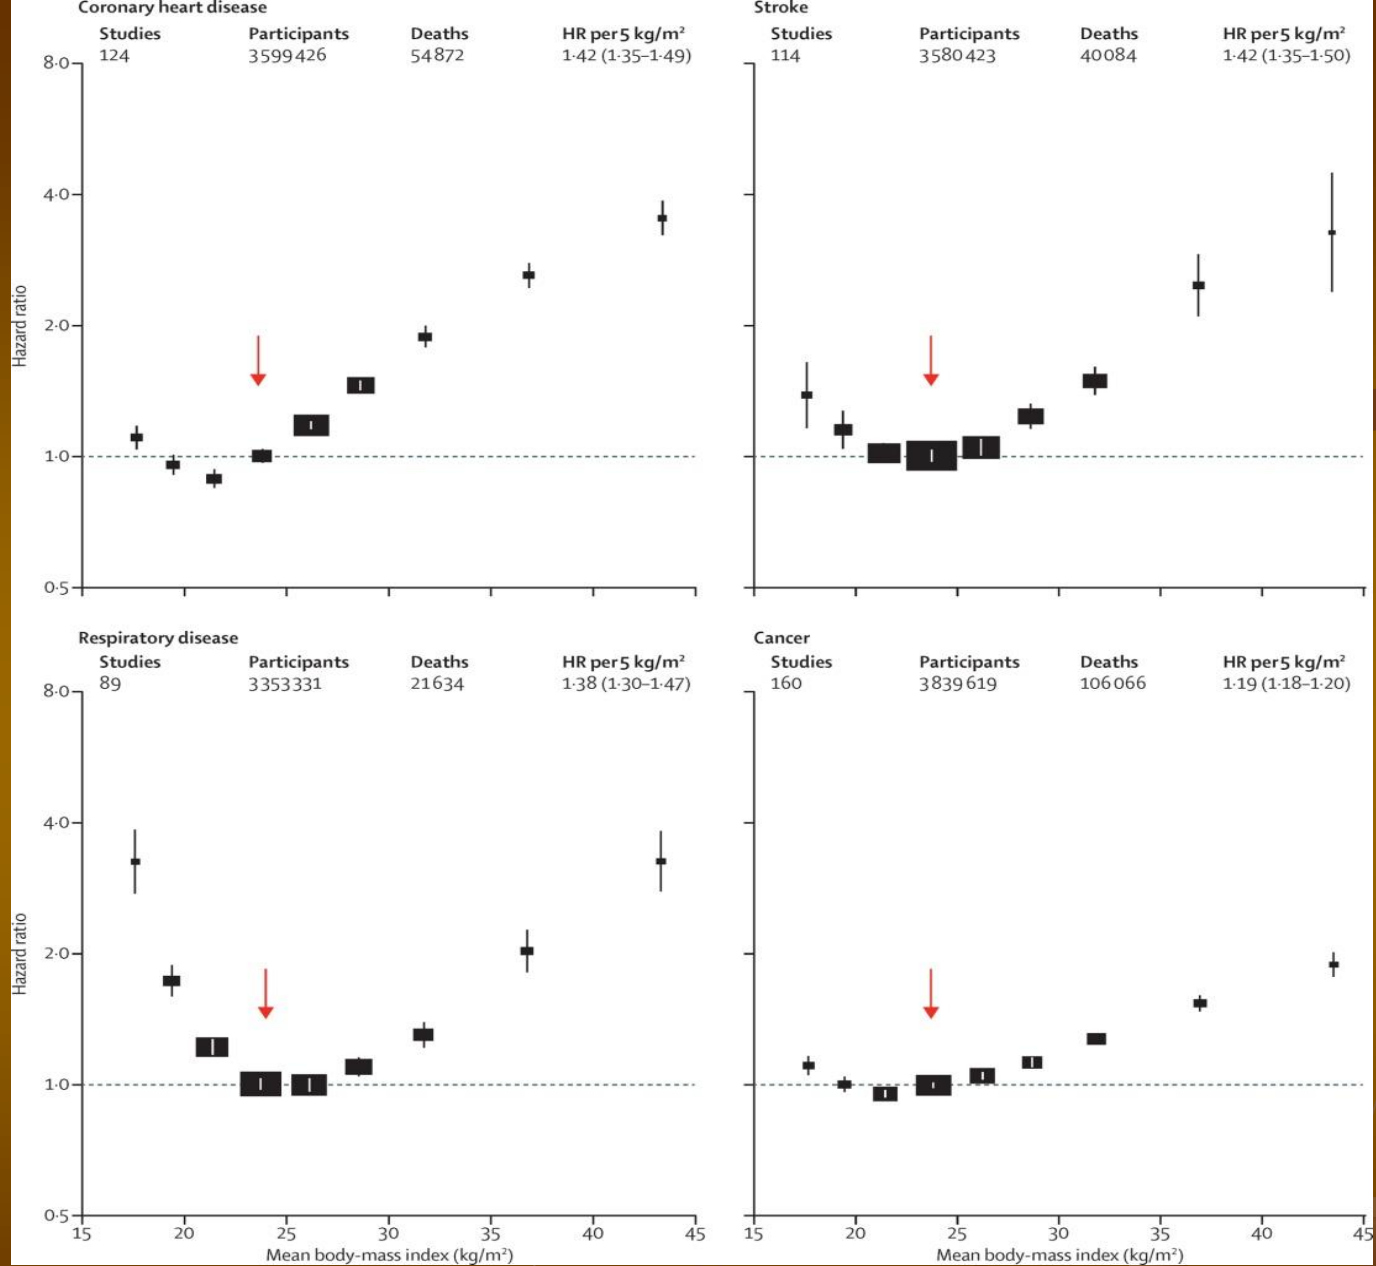 Coronary heart disease
Studies Participants Deaths HR per 5 kg/m²
124 3599426 54872 1·42 (1·35–1·49)
8·0
4·0
2·0
1·0
0·5
Hazard ratio
Stroke
Studies Participants Deaths HR per 5 kg/m²
114 3580423 40084 1·42 (1·35–1·50)
Respiratory disease
Studies Participants Deaths HR per 5 kg/m²
89 3353331 21634 1·38 (1·30–1·47)
8·0
4·0
2·0
1·0
0·5
Hazard ratio
15 20 25 30 35 40 45
Mean body-mass index (kg/m²)
Cancer
Studies Participants Deaths HR per 5 kg/m²
160 3839619 106066 1·19 (1·18–1·20)
15 20 25 30 35 40 45
Mean body-mass index (kg/m²)